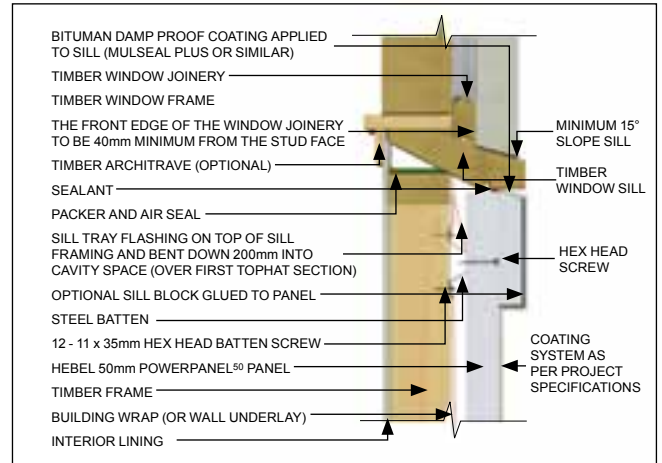 BITUMAN DAMP PROOF COATING APPLIED
TO SILL (MULSEAL PLUS OR SIMILAR)
TIMBER WINDOW JOINERY
TIMBER WINDOW FRAME
THE FRONT EDGE OF THE WINDOW JOINERY
TO BE 40mm MINIMUM FROM THE STUD FACE
TIMBER ARCHITRAVE (OPTIONAL)
SEALANT
PACKER AND AIR SEAL
SILL TRAY FLASHING ON TOP OF SILL
FRAMING AND BENT DOWN 200mm INTO
CAVITY SPACE (OVER FIRST TOPHAT SECTION)
OPTIONAL SILL BLOCK GLUED TO PANEL
STEEL BATTEN
12 - 11 x 35mm HEX HEAD BATTEN SCREW
HEBEL 50mm POWERPANEL⁵⁰ PANEL
TIMBER FRAME
BUILDING WRAP (OR WALL UNDERLAY)
INTERIOR LINING
MINIMUM 15°
SLOPE SILL
TIMBER
WINDOW SILL
HEX HEAD
SCREW
COATING
SYSTEM AS
PER PROJECT
SPECIFICATIONS